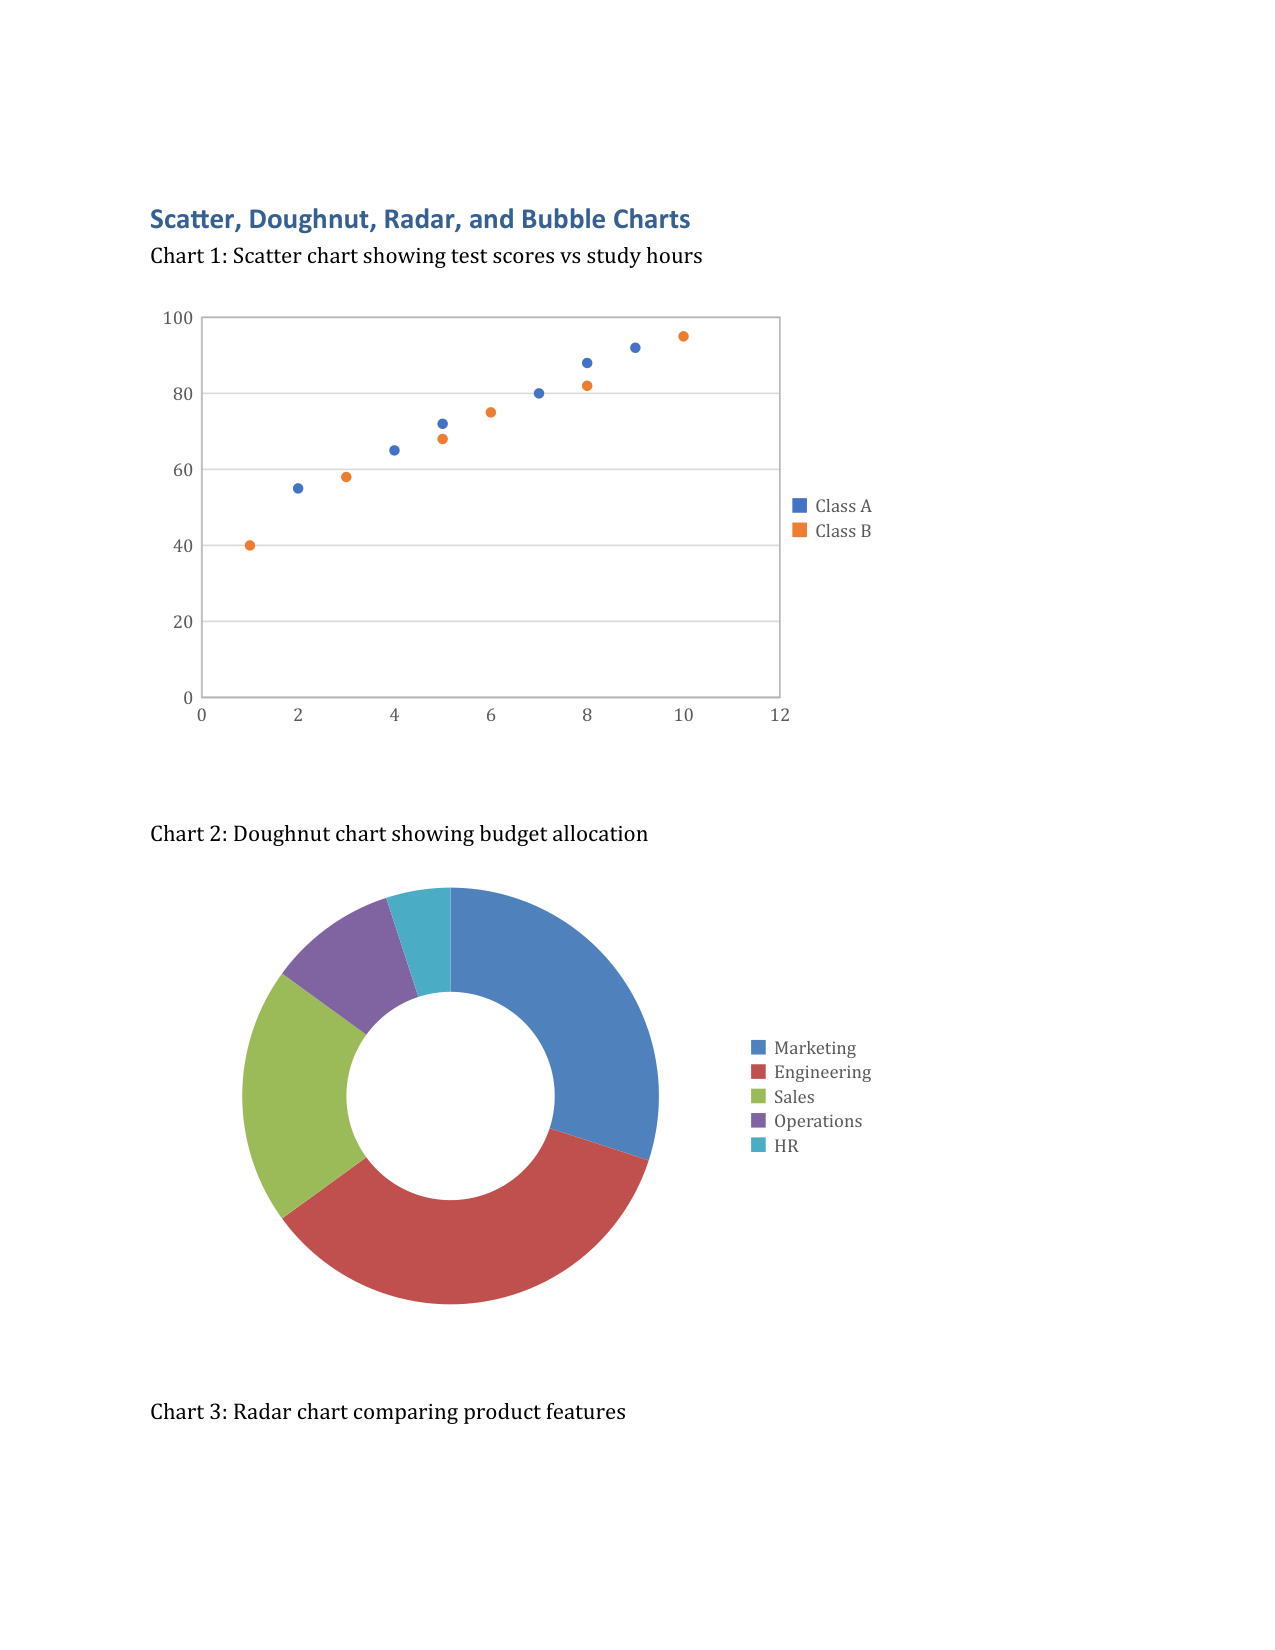 Scatter, Doughnut, Radar, and Bubble Charts
Chart 1: Scatter chart showing test scores vs study hours
100
80
60
40
20
0
0 2 4 6 8 10 12
Class A
Class B
Chart 2: Doughnut chart showing budget allocation
Marketing
Engineering
Sales
Operations
HR
Chart 3: Radar chart comparing product features